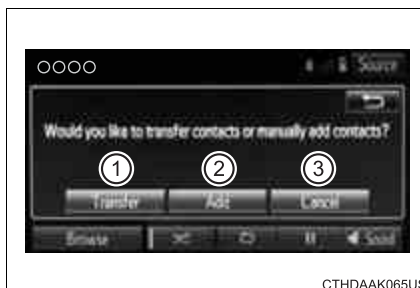 ○○○○ Source
Would you like to transfer contacts or manually add contacts?
1 2 3
Transfer Add Cancel
Browse Sound
CTHDAAK065US